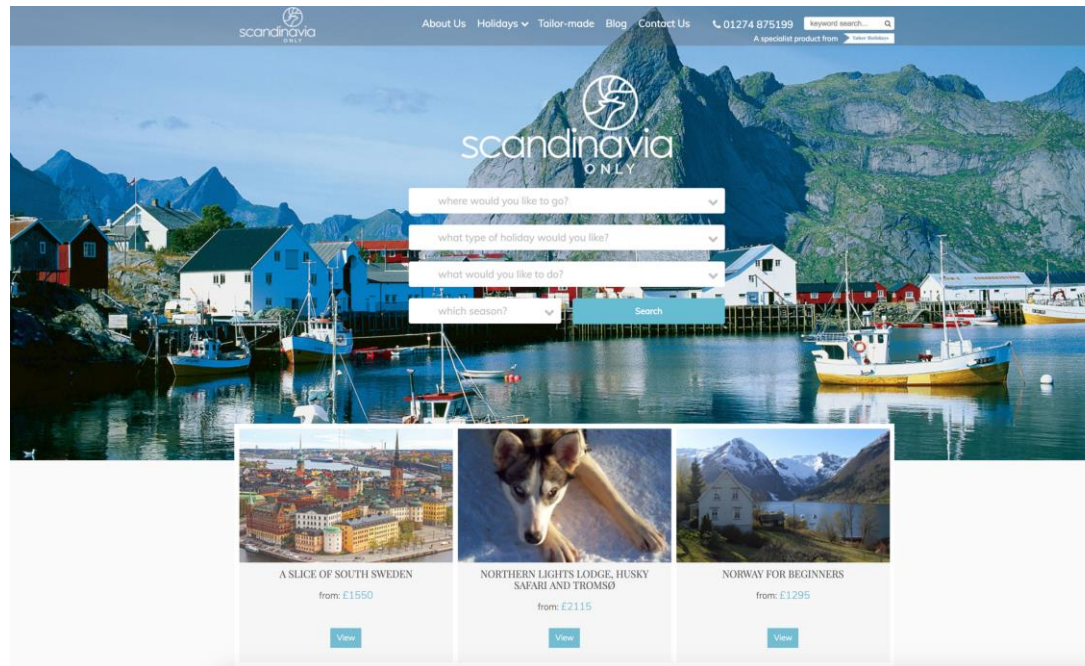 scandinavia
ONLY
About Us Holidays Tailor-made Blog Contact Us 01274 875199 keyword search...
A specialist product from Tailor Holidays
scandinavia
ONLY
where would you like to go?
what type of holiday would you like?
what would you like to do?
which season? Search
A SLICE OF SOUTH SWEDEN
from: £1550
View
NORTHERN LIGHTS LODGE, HUSKY
SAFARI AND TROMSØ
from: £2115
View
NORWAY FOR BEGINNERS
from: £1295
View